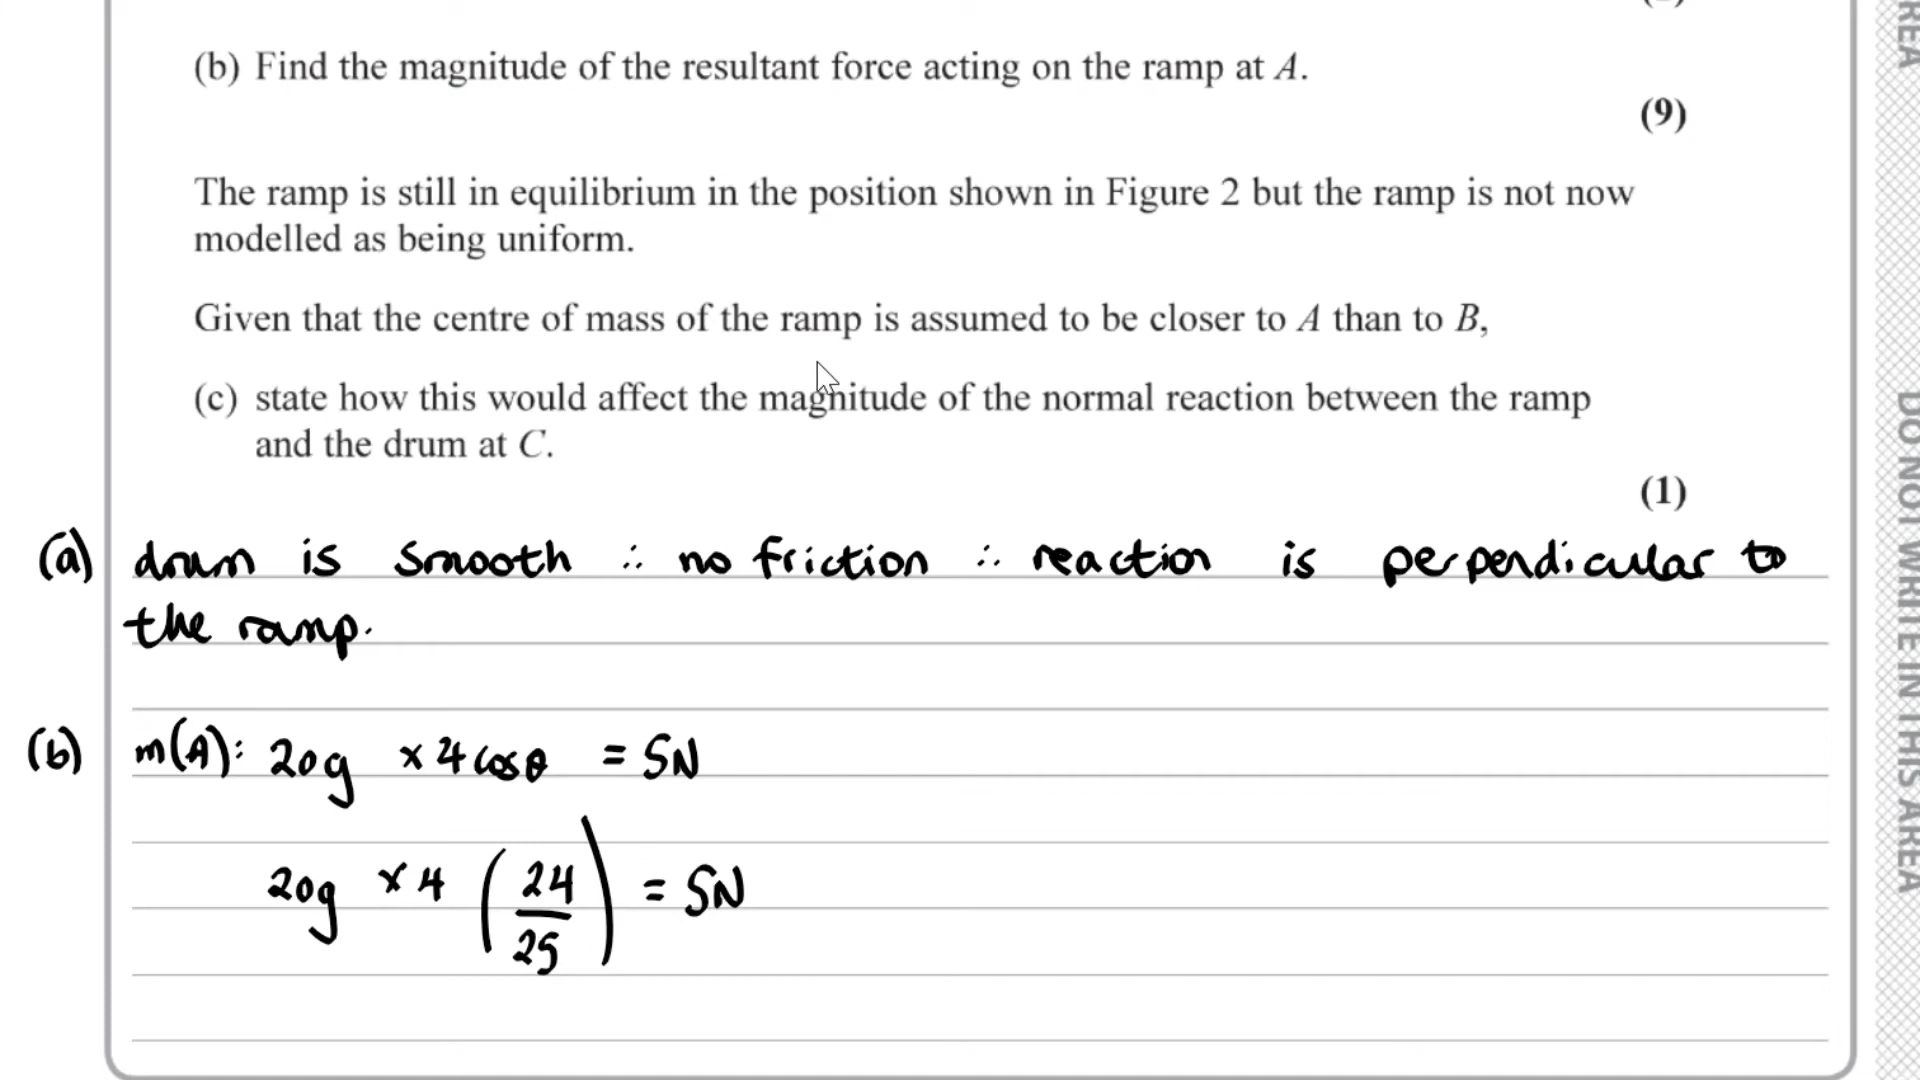 (b) Find the magnitude of the resultant force acting on the ramp at A.
(9)
The ramp is still in equilibrium in the position shown in Figure 2 but the ramp is not now
modelled as being uniform.
Given that the centre of mass of the ramp is assumed to be closer to A than to B,
(c) state how this would affect the magnitude of the normal reaction between the ramp
and the drum at C.
(1)
(a) drum is smooth ∴ no friction ∴ reaction is perpendicular to
the ramp.
(b) m(A): 20g × 4 cos θ = 5N
20g × 4 (24/25) = 5N
REA
DO NOT WRITE IN THIS AREA